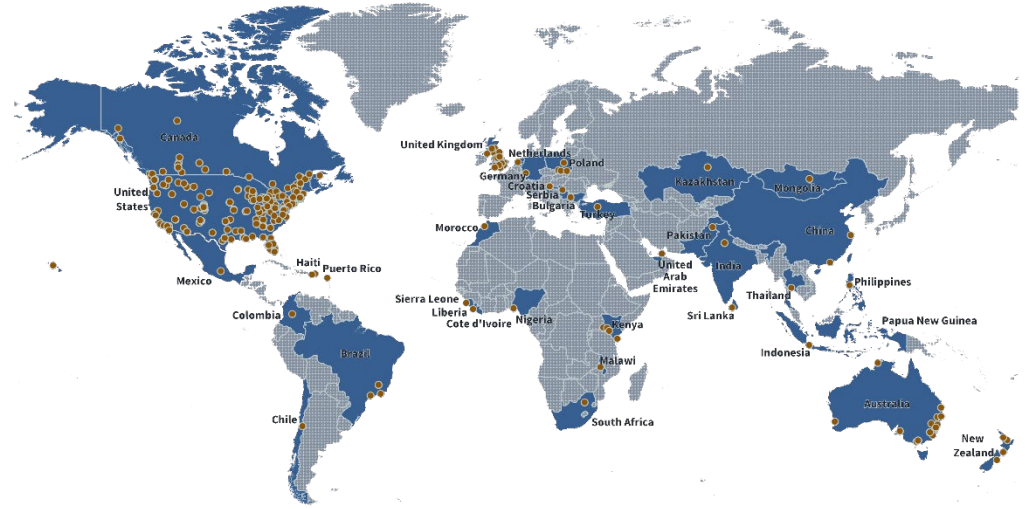 Canada
United
States
Mexico
Haiti
Puerto Rico
Colombia
Brazil
Chile
United Kingdom
Netherlands
Poland
Germany
Croatia
Serbia
Bulgaria
Turkey
Morocco
Sierra Leone
Liberia
Cote d'Ivoire
Nigeria
Kenya
Malawi
South Africa
Kazakhstan
Mongolia
Pakistan
China
India
United
Arab
Emirates
Thailand
Philippines
Sri Lanka
Papua New Guinea
Indonesia
Australia
New
Zealand